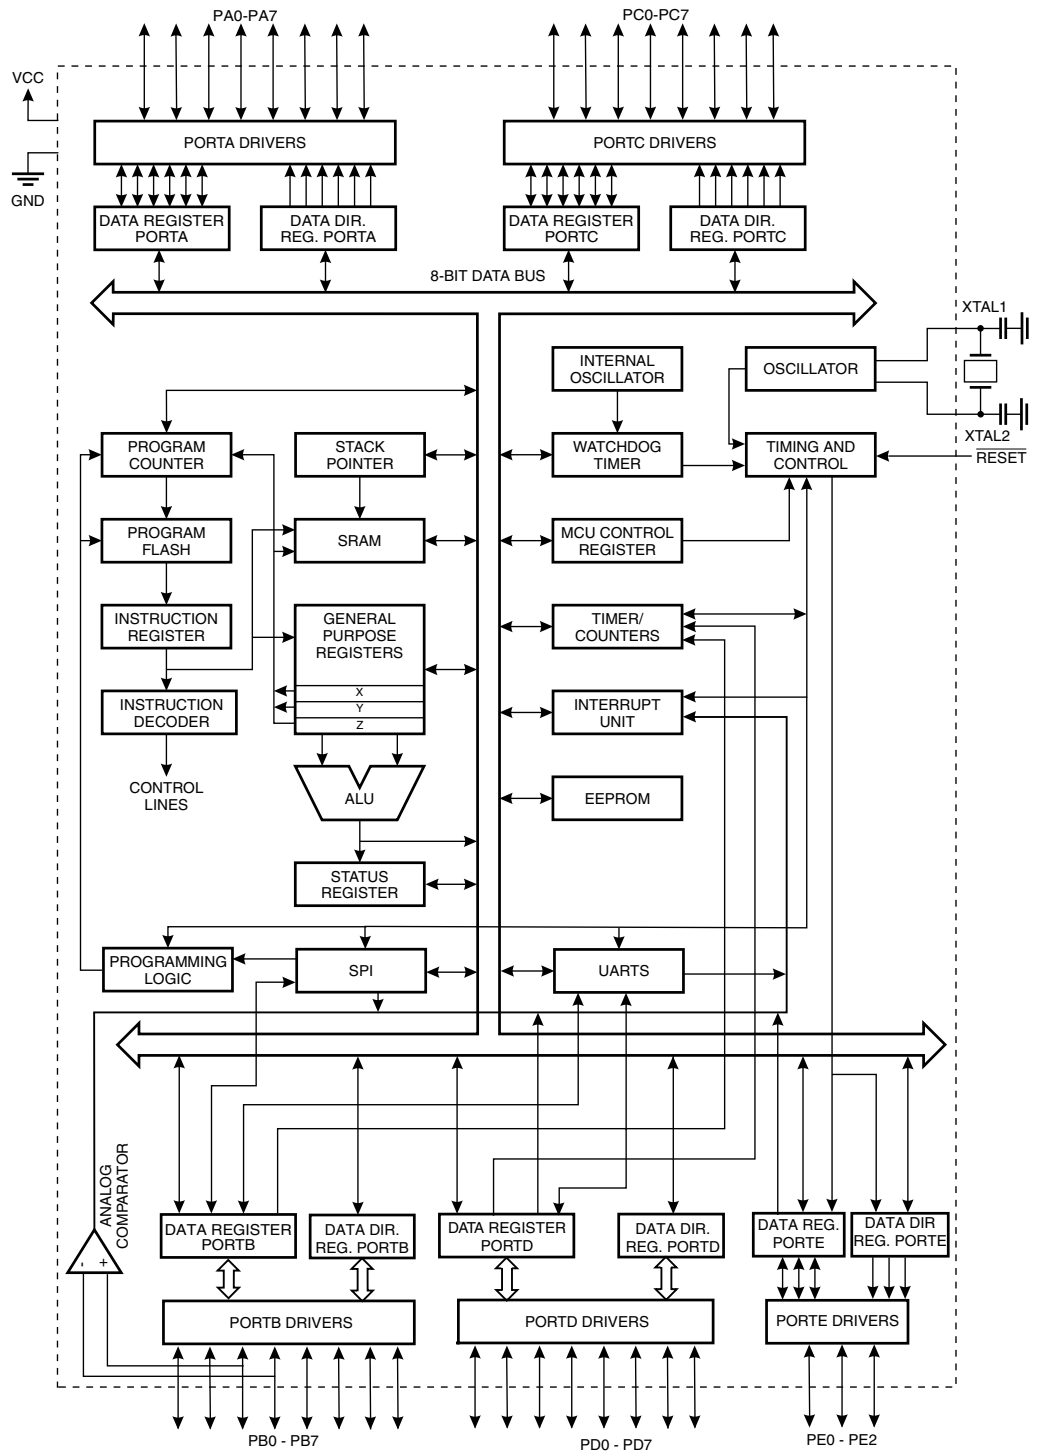 PA0-PA7
PC0-PC7
VCC
GND
PORTA DRIVERS
PORTC DRIVERS
DATA REGISTER
PORTA
DATA DIR.
REG. PORTA
DATA REGISTER
PORTC
DATA DIR.
REG. PORTC
8-BIT DATA BUS
XTAL1
INTERNAL
OSCILLATOR
OSCILLATOR
XTAL2
RESET
PROGRAM
COUNTER
STACK
POINTER
WATCHDOG
TIMER
TIMING AND
CONTROL
PROGRAM
FLASH
SRAM
MCU CONTROL
REGISTER
INSTRUCTION
REGISTER
GENERAL
PURPOSE
REGISTERS
X
Y
Z
TIMER/
COUNTERS
INSTRUCTION
DECODER
INTERRUPT
UNIT
CONTROL
LINES
ALU
EEPROM
STATUS
REGISTER
PROGRAMMING
LOGIC
SPI
UARTS
ANALOG
COMPARATOR
- +
DATA REGISTER
PORTB
DATA DIR.
REG. PORTB
DATA REGISTER
PORTD
DATA DIR.
REG. PORTD
DATA REG.
PORTE
DATA DIR
REG. PORTE
PORTB DRIVERS
PORTD DRIVERS
PORTE DRIVERS
PB0 - PB7
PD0 - PD7
PE0 - PE2